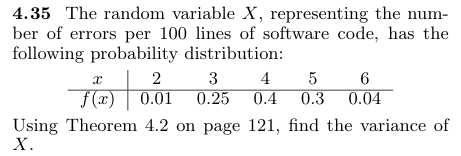 4.35 The random variable X, representing the num-
ber of errors per 100 lines of software code, has the
following probability distribution:
x 2 3 4 5 6
f(x) 0.01 0.25 0.4 0.3 0.04
Using Theorem 4.2 on page 121, find the variance of
X.